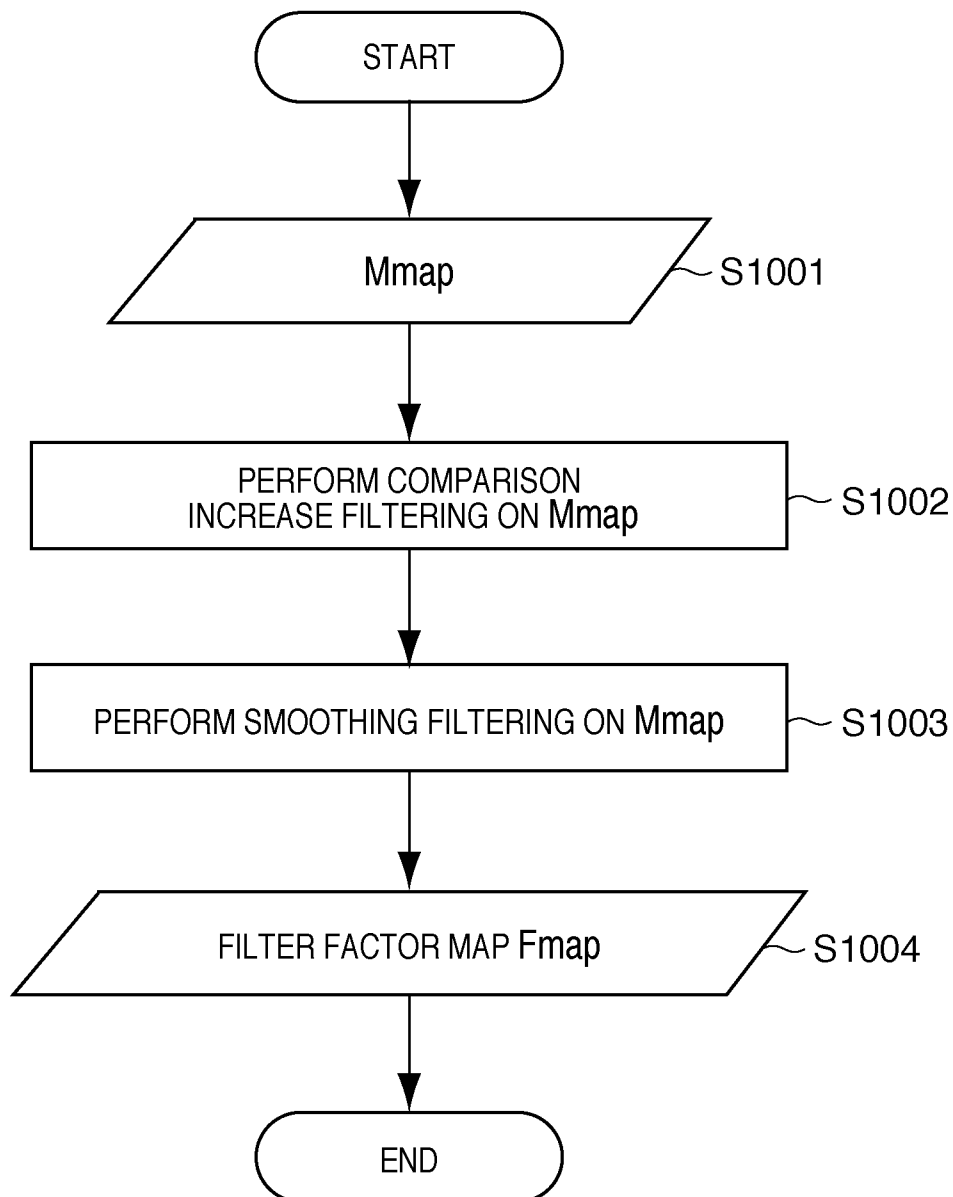 START
Mmap
S1001
PERFORM COMPARISON
INCREASE FILTERING ON Mmap
S1002
PERFORM SMOOTHING FILTERING ON Mmap
S1003
FILTER FACTOR MAP Fmap
S1004
END